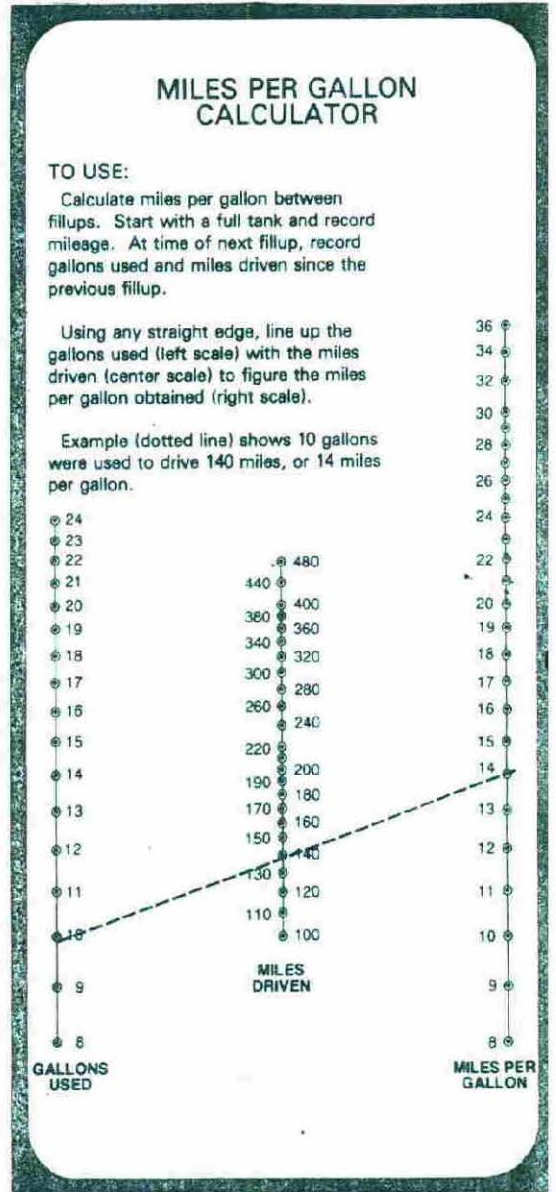 MILES PER GALLON
CALCULATOR
TO USE:
Calculate miles per gallon between
fillups. Start with a full tank and record
mileage. At time of next fillup, record
gallons used and miles driven since the
previous fillup.
Using any straight edge, line up the
gallons used (left scale) with the miles
driven (center scale) to figure the miles
per gallon obtained (right scale).
Example (dotted line) shows 10 gallons
were used to drive 140 miles, or 14 miles
per gallon.
24
23
22
21
20
19
18
17
16
15
14
13
12
11
10
9
8
GALLONS
USED
480
440
400
380
360
340
320
300
280
260
240
220
200
190
180
170
160
150
140
130
120
110
100
MILES
DRIVEN
36
34
32
30
28
26
24
22
20
19
18
17
16
15
14
13
12
11
10
9
8
MILES PER
GALLON